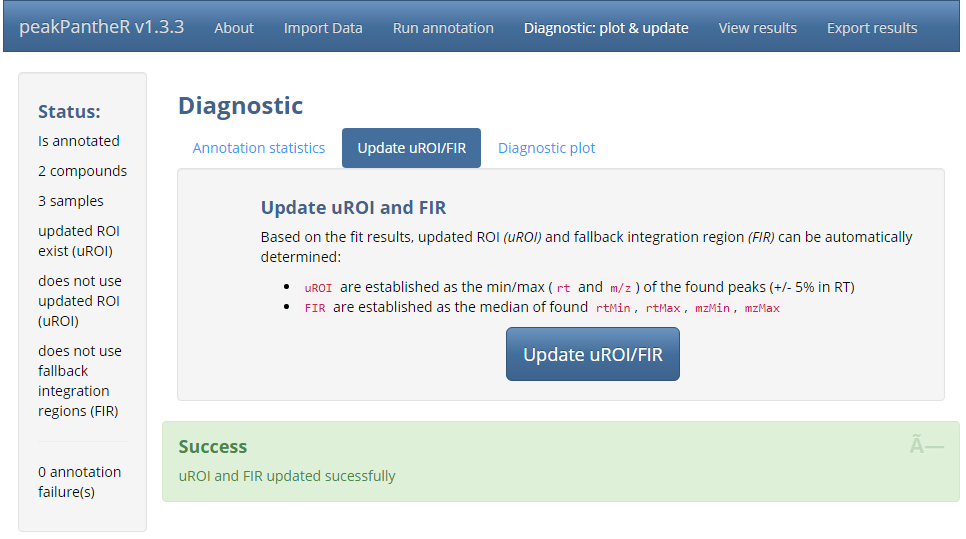 peakPantheR v1.3.3 About Import Data Run annotation Diagnostic: plot & update View results Export results
Status:
Is annotated
2 compounds
3 samples
updated ROI
exist (uROI)
does not use
updated ROI
(uROI)
does not use
fallback
integration
regions (FIR)
0 annotation
failure(s)
Diagnostic
Annotation statistics Update uROI/FIR Diagnostic plot
Update uROI and FIR
Based on the fit results, updated ROI (uROI) and fallback integration region (FIR) can be automatically
determined:
• uROI are established as the min/max ( rt and m/z ) of the found peaks (+/- 5% in RT)
• FIR are established as the median of found rtMin , rtMax , mzMin , mzMax
Update uROI/FIR
Success Ã—
uROI and FIR updated sucessfully